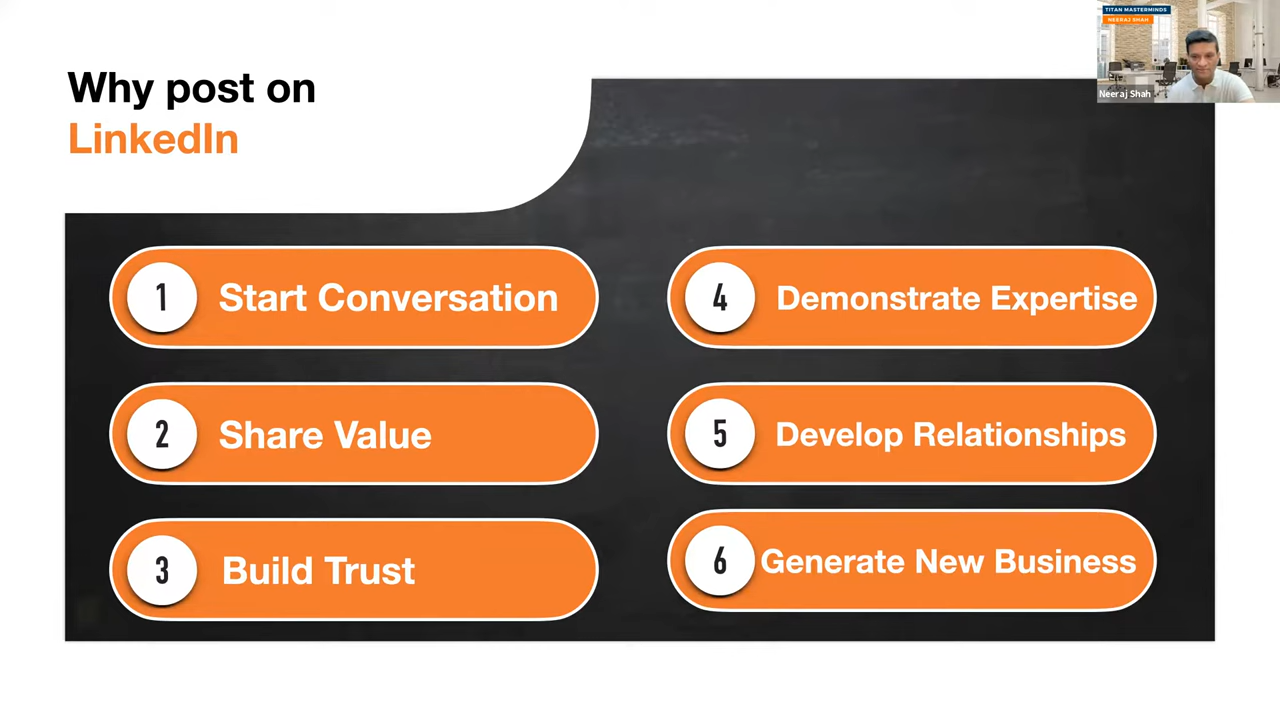 TITAN MASTERMINDS
NEERAJ SHAH
Neeraj Shah
Why post on
LinkedIn
1 Start Conversation
2 Share Value
3 Build Trust
4 Demonstrate Expertise
5 Develop Relationships
6 Generate New Business